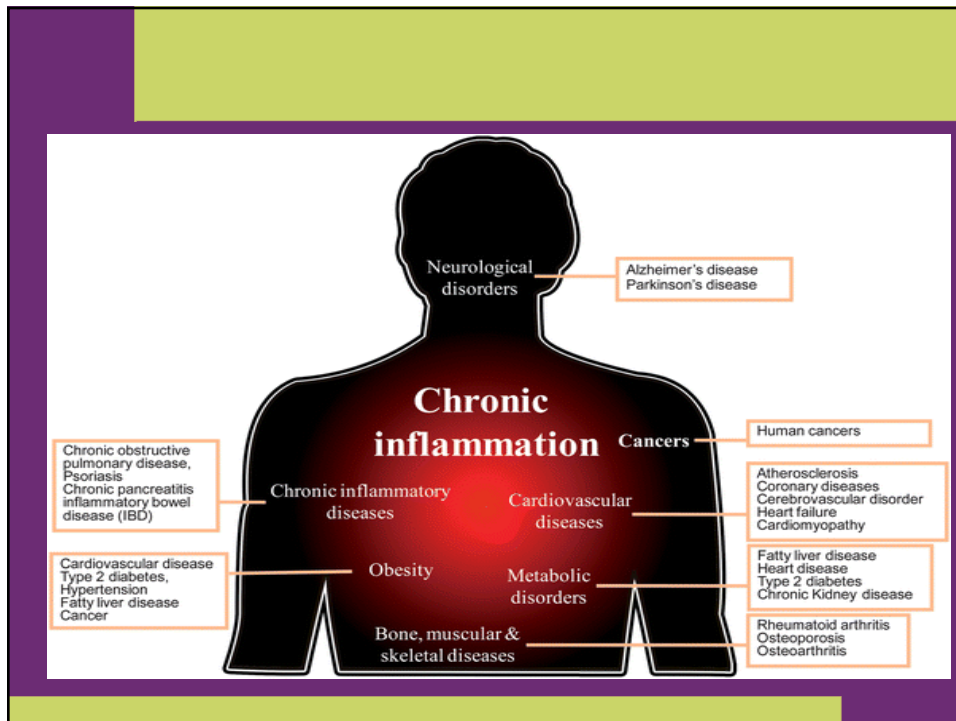 Neurological
disorders
Alzheimer's disease
Parkinson's disease
Chronic
inflammation
Cancers
Human cancers
Chronic obstructive
pulmonary disease,
Psoriasis
Chronic pancreatitis
inflammatory bowel
disease (IBD)
Chronic inflammatory
diseases
Cardiovascular
diseases
Atherosclerosis
Coronary diseases
Cerebrovascular disorder
Heart failure
Cardiomyopathy
Cardiovascular disease
Type 2 diabetes,
Hypertension
Fatty liver disease
Cancer
Obesity
Metabolic
disorders
Fatty liver disease
Heart disease
Type 2 diabetes
Chronic Kidney disease
Bone, muscular &
skeletal diseases
Rheumatoid arthritis
Osteoporosis
Osteoarthritis